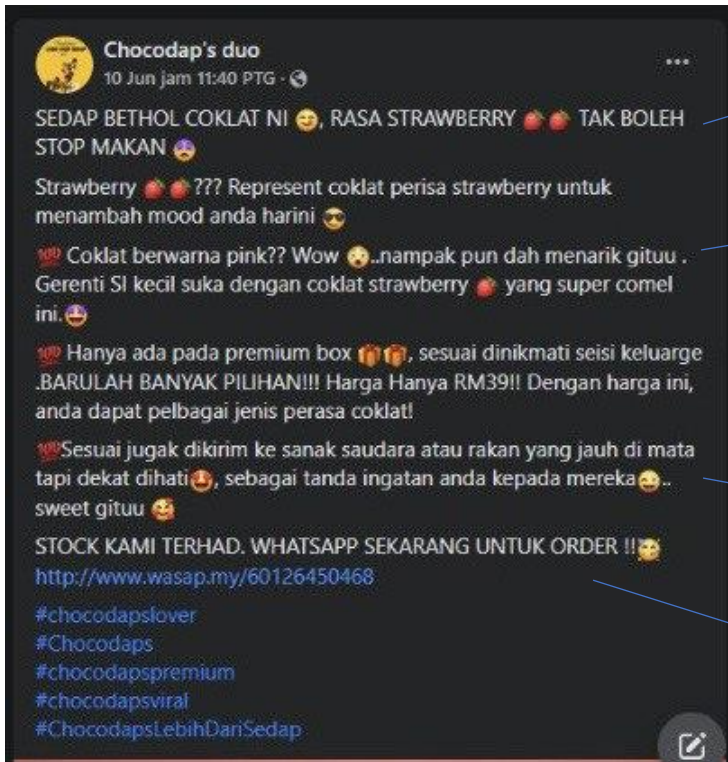 Chocodap's duo
10 Jun jam 11:40 PTG ·
SEDAP BETHOL COKLAT NI 😋, RASA STRAWBERRY 🍓🍓 TAK BOLEH
STOP MAKAN 😨
Strawberry 🍓🍓??? Represent coklat perisa strawberry untuk
menambah mood anda harini 😎
💯 Coklat berwarna pink?? Wow 😲..nampak pun dah menarik gituu .
Gerenti SI kecil suka dengan coklat strawberry 🍓 yang super comel
ini.🤩
💯 Hanya ada pada premium box 🎁🎁, sesuai dinikmati seisi keluarge
.BARULAH BANYAK PILIHAN!!! Harga Hanya RM39!! Dengan harga ini,
anda dapat pelbagai jenis perasa coklat!
💯Sesuai jugak dikirim ke sanak saudara atau rakan yang jauh di mata
tapi dekat dihati🤩, sebagai tanda ingatan anda kepada mereka😜..
sweet gituu 🥰
STOCK KAMI TERHAD. WHATSAPP SEKARANG UNTUK ORDER !!🥳
http://www.wasap.my/60126450468
#chocodapslover
#Chocodaps
#chocodapspremium
#chocodapsviral
#ChocodapsLebihDariSedap